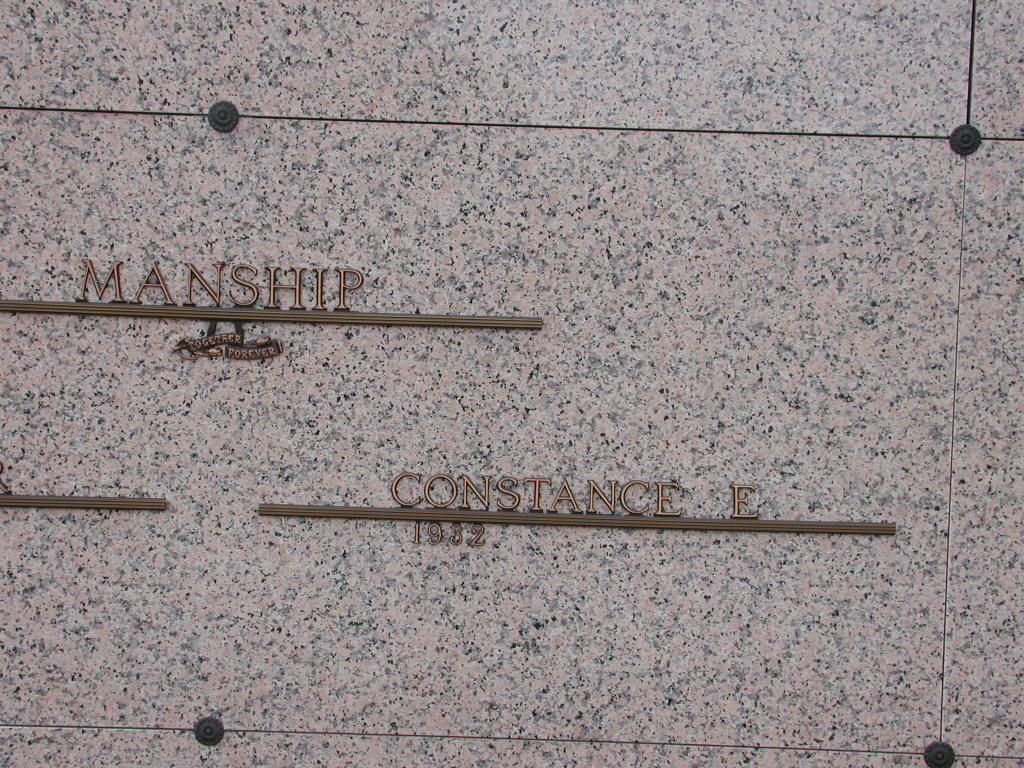 MANSHIP
TOGETHER
FOREVER
R
CONSTANCE E
1932